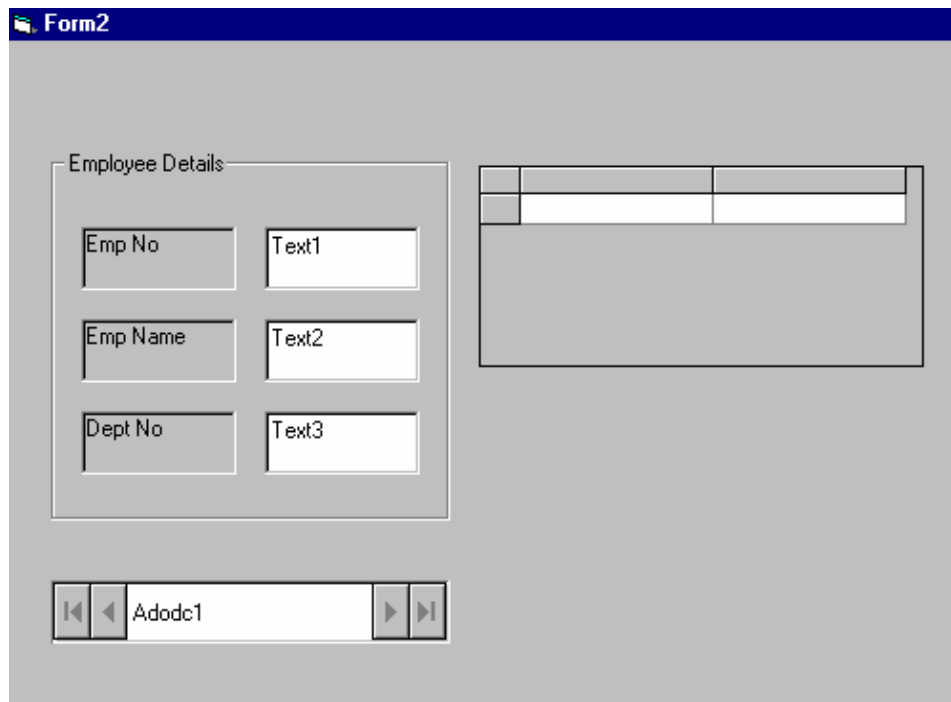 Form2
Employee Details
Emp No
Text1
Emp Name
Text2
Dept No
Text3
Adodc1